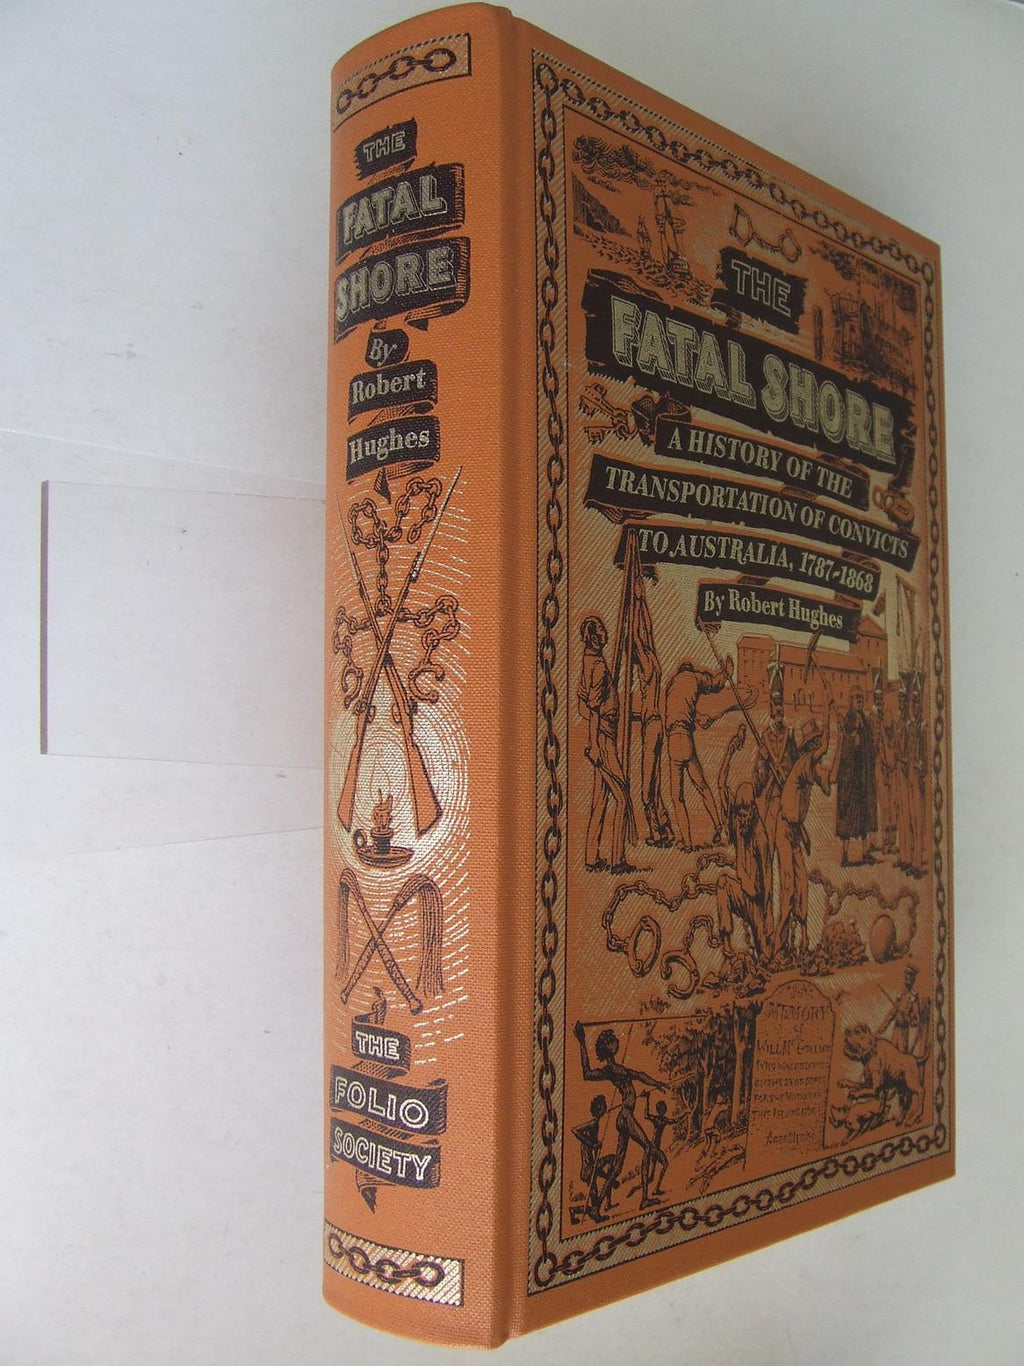 THE
FATAL
SHORE
By
Robert
Hughes
THE
FOLIO
SOCIETY
THE
FATAL SHORE
A HISTORY OF THE
TRANSPORTATION OF CONVICTS
TO AUSTRALIA, 1787-1868
By Robert Hughes
MEMORY
WILL